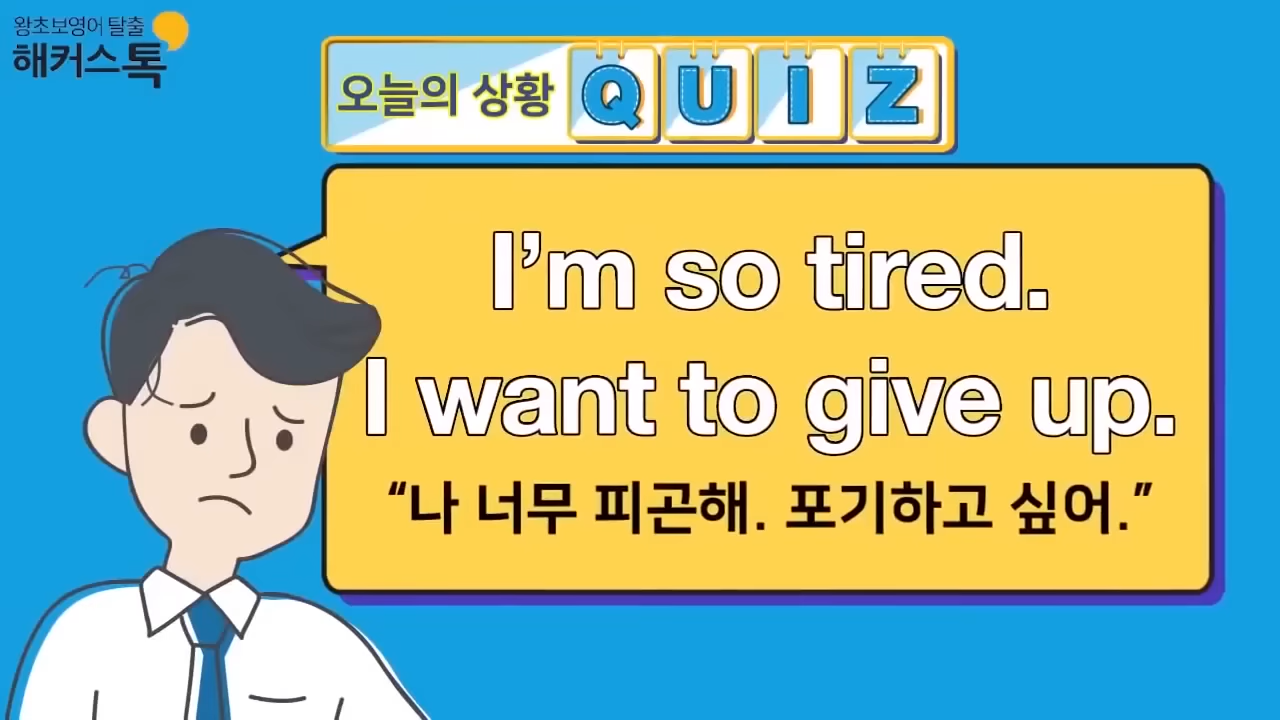 왕초보영어 탈출
해커스톡
오늘의 상황 QUIZ
I'm so tired.
I want to give up.
“나 너무 피곤해. 포기하고 싶어.”